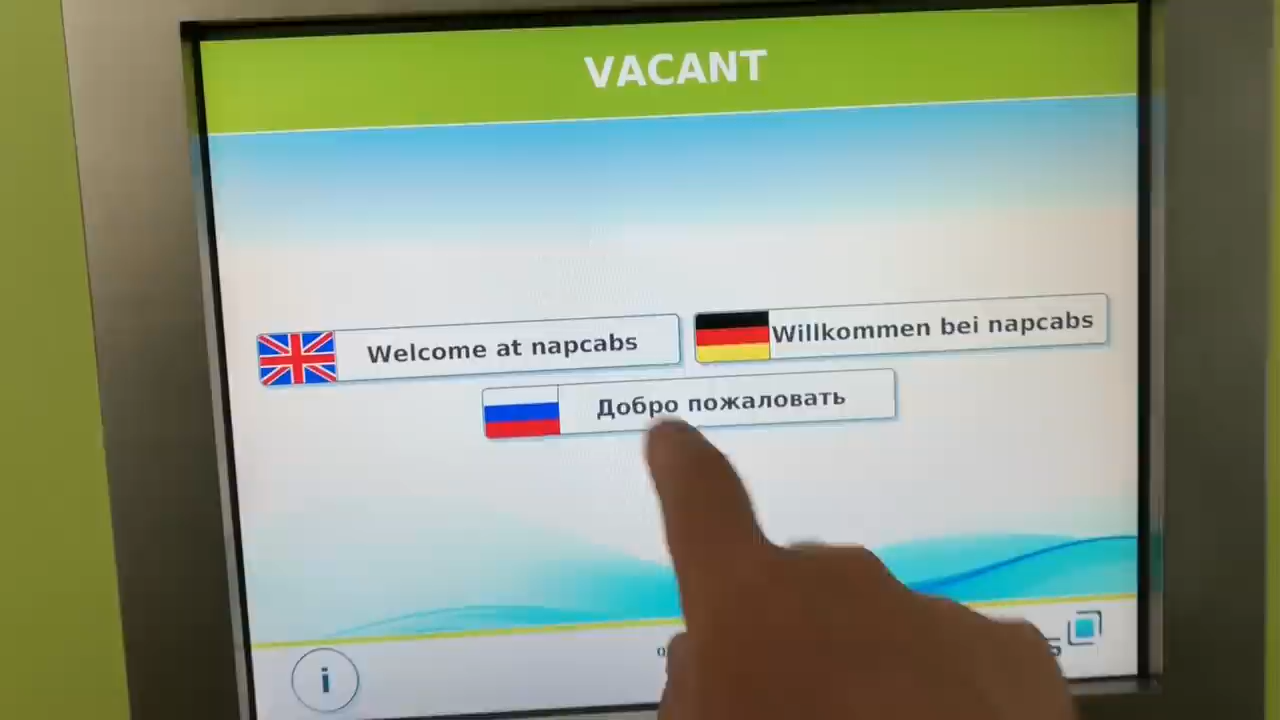 VACANT
Welcome at napcabs
Willkommen bei napcabs
Добро пожаловать
i